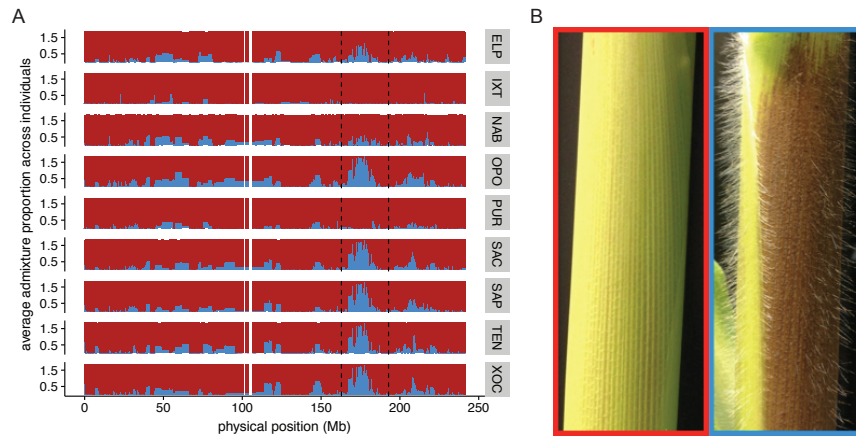 A
B
average admixture proportion across individuals
1.5
0.5
ELP
1.5
0.5
IXT
1.5
0.5
NAB
1.5
0.5
OPO
1.5
0.5
PUR
1.5
0.5
SAC
1.5
0.5
SAP
1.5
0.5
TEN
1.5
0.5
XOC
0 50 100 150 200 250
physical position (Mb)